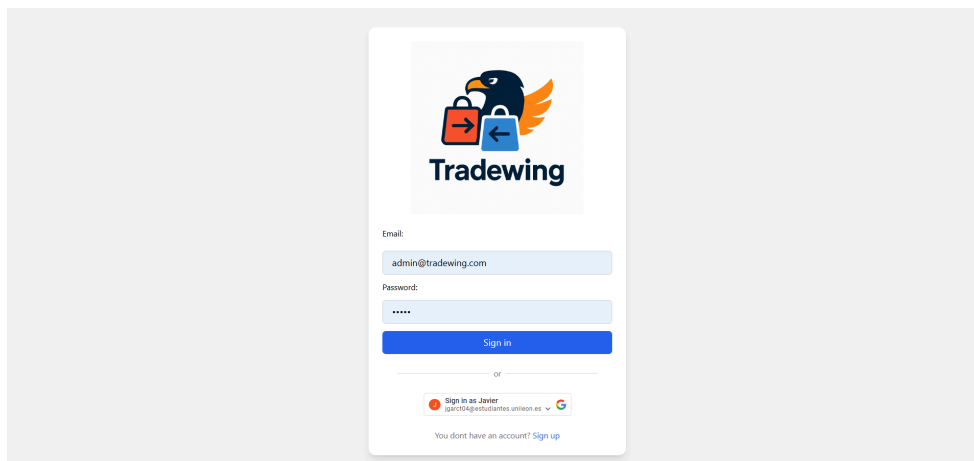 Tradewing
Email:
admin@tradewing.com
Password:
•••••
Sign in
or
J
Sign in as Javier
jgarct04@estudiantes.unileon.es
You dont have an account? Sign up